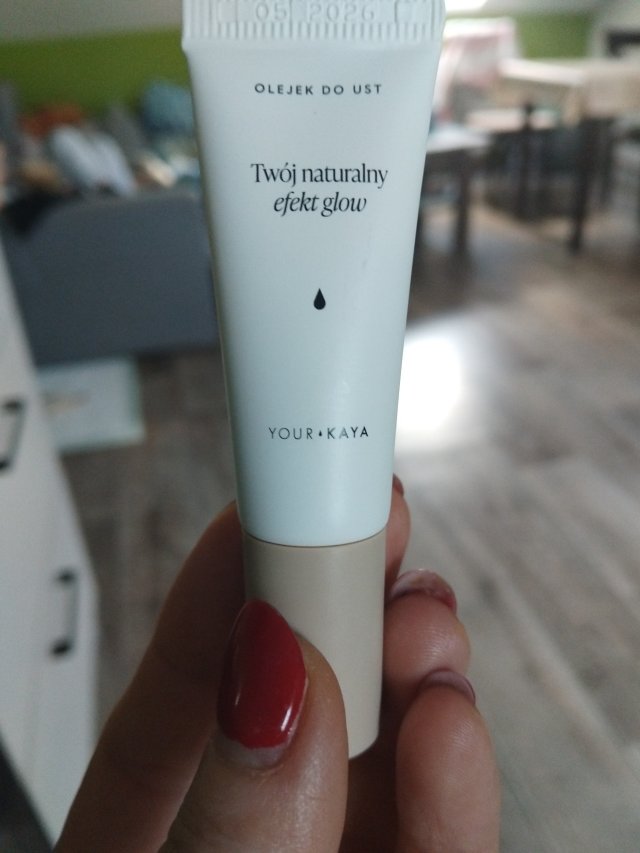 05 2026
OLEJEK DO UST
Twój naturalny
efekt glow
YOUR KAYA